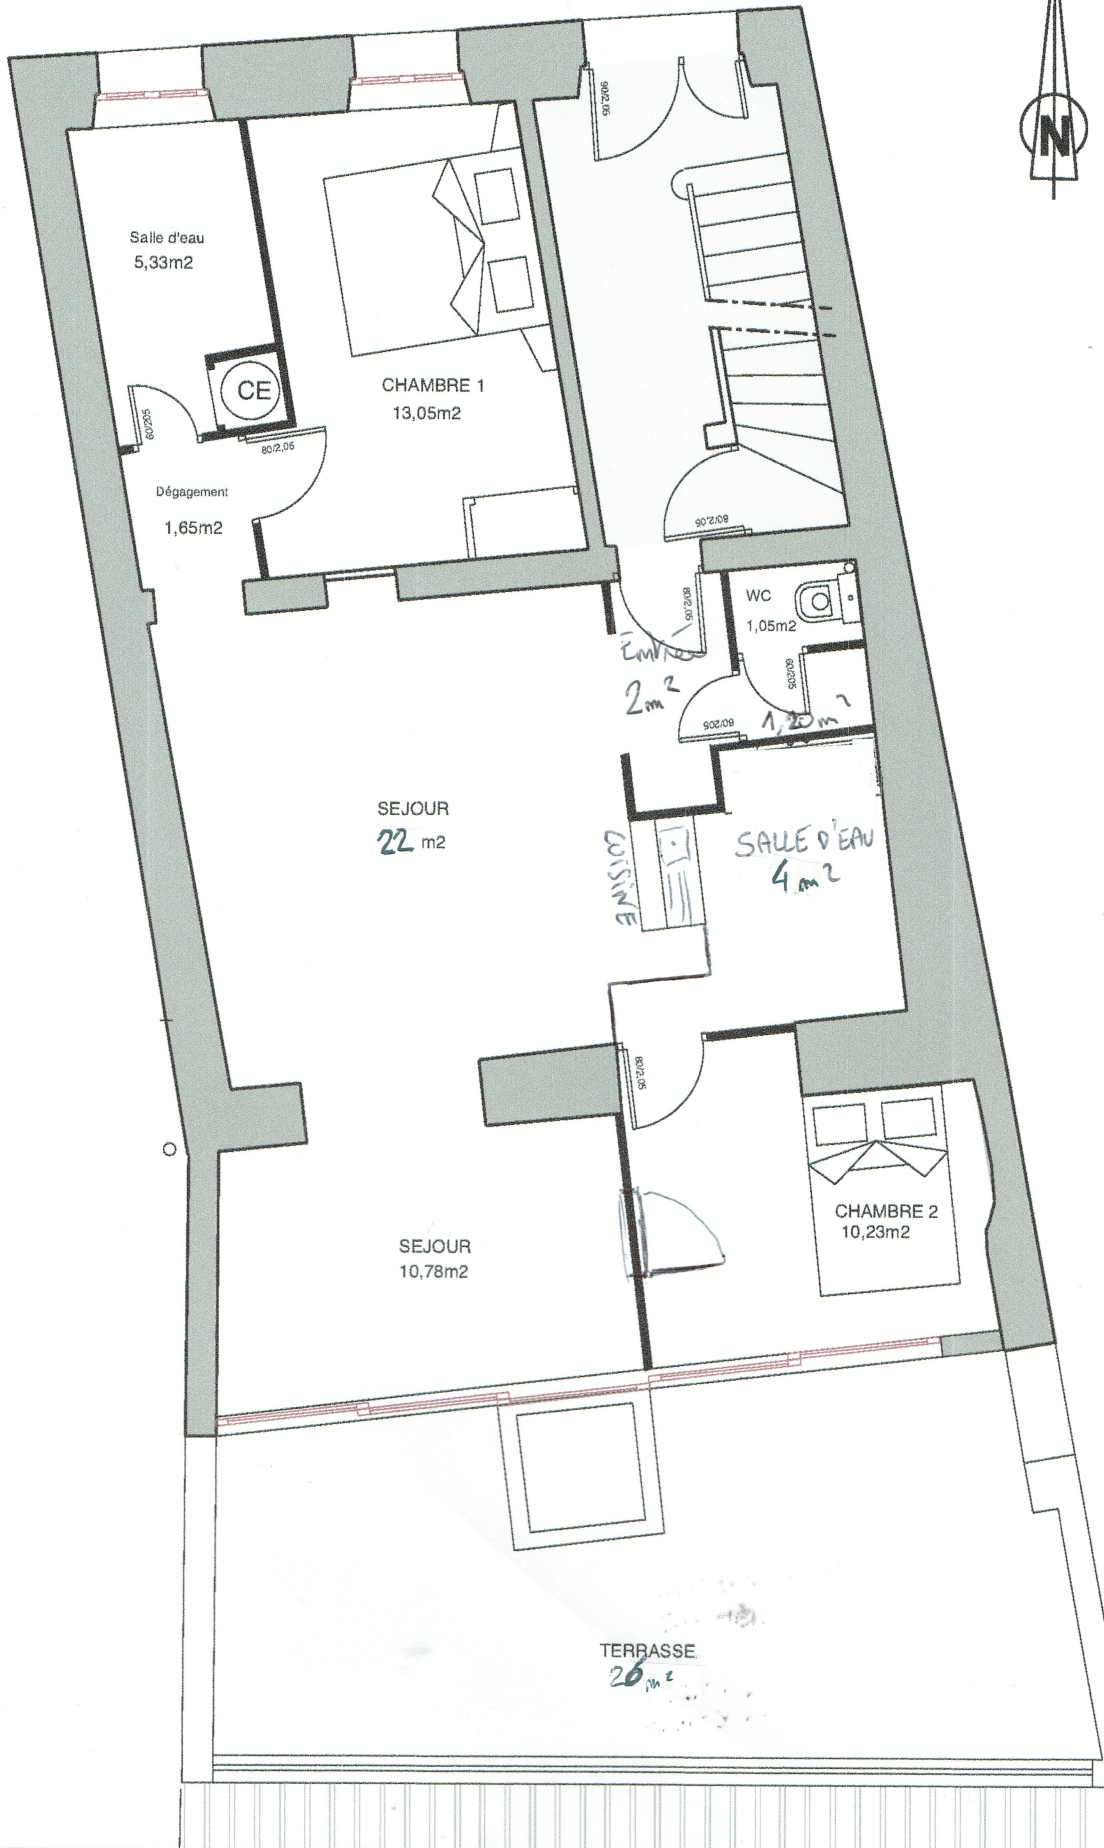 N
90/2,05
Salle d'eau
5,33m2
CE
CHAMBRE 1
13,05m2
60/205
80/2,05
Dégagement
1,65m2
80/2,05
80/2,05
WC
1,05m2
Entrée
2m²
60/205
60/205
1,20m²
SEJOUR
22 m2
CUISINE
SALLE D'EAU
4m²
80/2,05
CHAMBRE 2
10,23m2
SEJOUR
10,78m2
TERRASSE
26m²